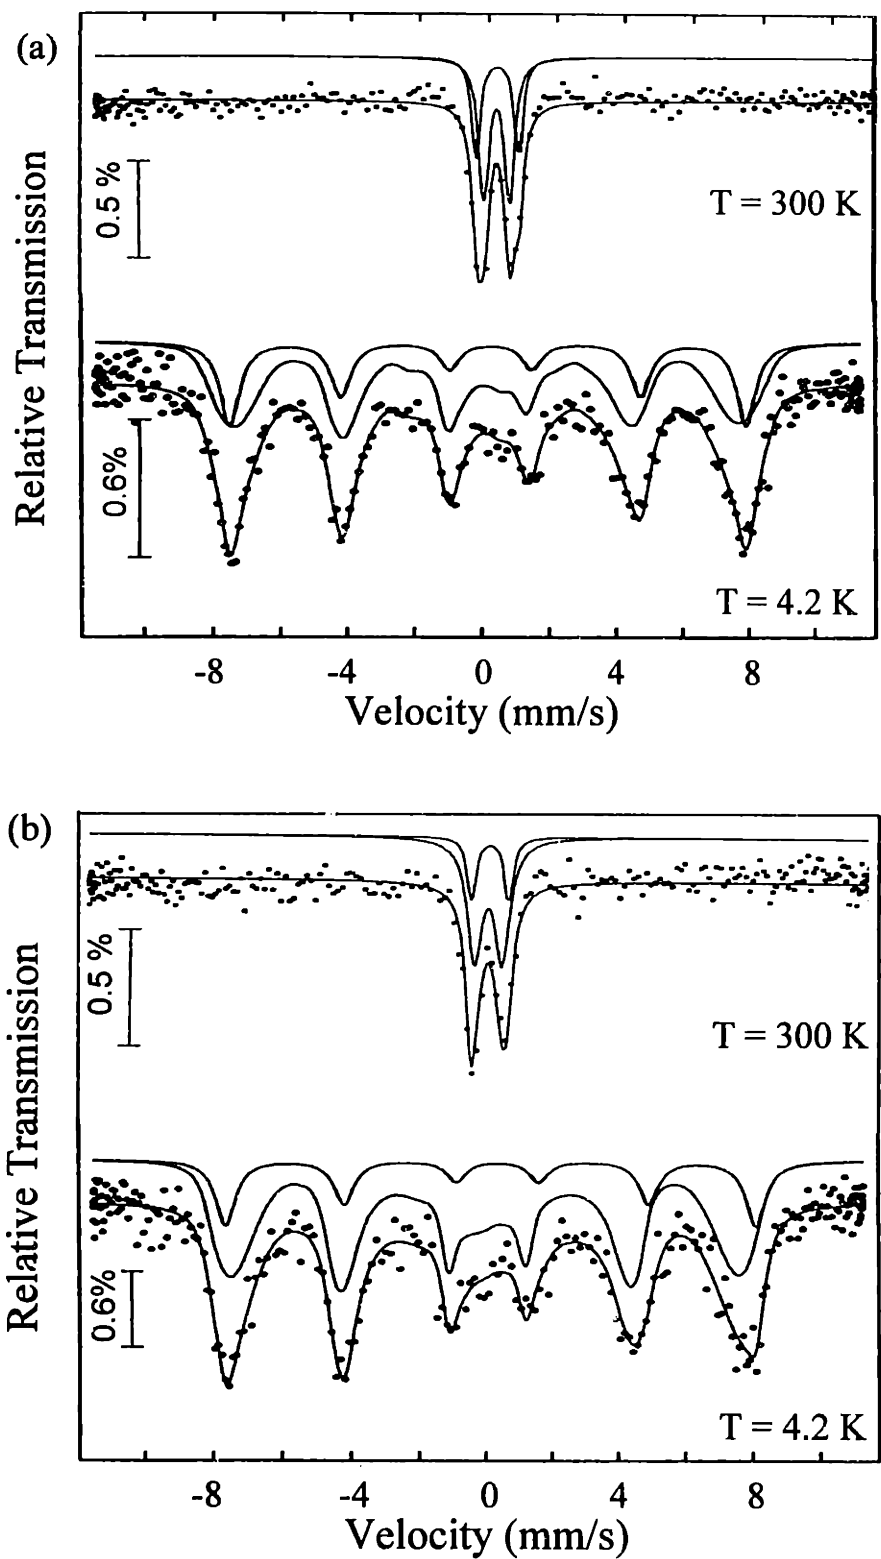 (a)
Relative Transmission
0.5 %
T = 300 K
0.6%
T = 4.2 K
-8 -4 0 4 8
Velocity (mm/s)
(b)
Relative Transmission
0.5 %
T = 300 K
0.6%
T = 4.2 K
-8 -4 0 4 8
Velocity (mm/s)